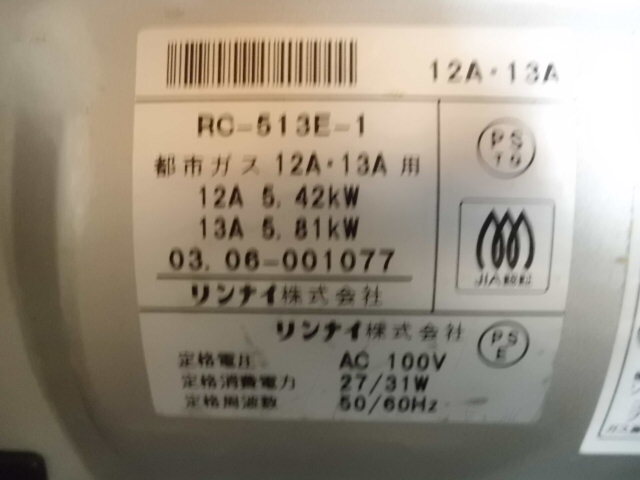 12A・13A
RC-513E-1
都市ガス 12A・13A 用
12A 5.42kW
13A 5.81kW
03.06-001077
リンナイ株式会社
PS
TG
JIA
リンナイ株式会社
PS
E
定格電圧 AC 100V
定格消費電力 27/31W
定格周波数 50/60Hz